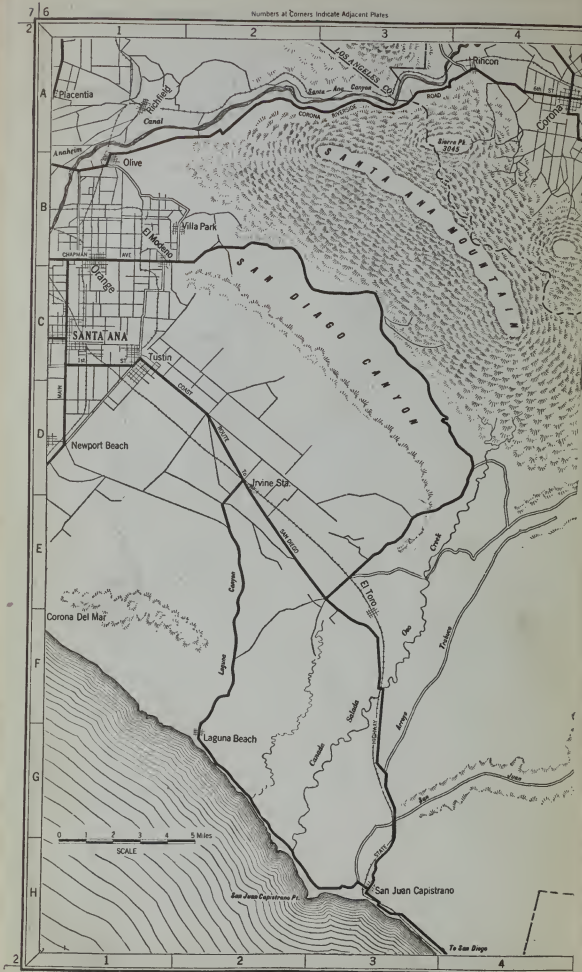 7 6
Numbers at Corners Indicate Adjacent Plates
2
1 2 3 4
A
B
C
D
E
F
G
H
LOS ANGELES CO.
Rincon
Placentia
Richfield
Santa Ana Canyon
6th ST
Canal
CORONA RIVERSIDE ROAD
Corona
Anaheim
Sierra Pk
3045
Olive
SANTA ANA MOUNTAIN
El Modena
Villa Park
CHAPMAN AVE
Orange
SAN DIAGO CANYON
SANTA ANA
1st ST
Tustin
MAIN
COAST
ROUTE
Newport Beach
To
Irvine Sta.
SAN DIEGO
Creek
Canyon
El Toro
Oso
Trabuco
Corona Del Mar
Laguna
Salada
Arroyo
Laguna Beach
HIGHWAY
Canada
San Juan
0 1 2 3 4 5 Miles
SCALE
STATE
San Juan Capistrano
San Juan Capistrano Pt.
To San Diego
2
1 2 3 4